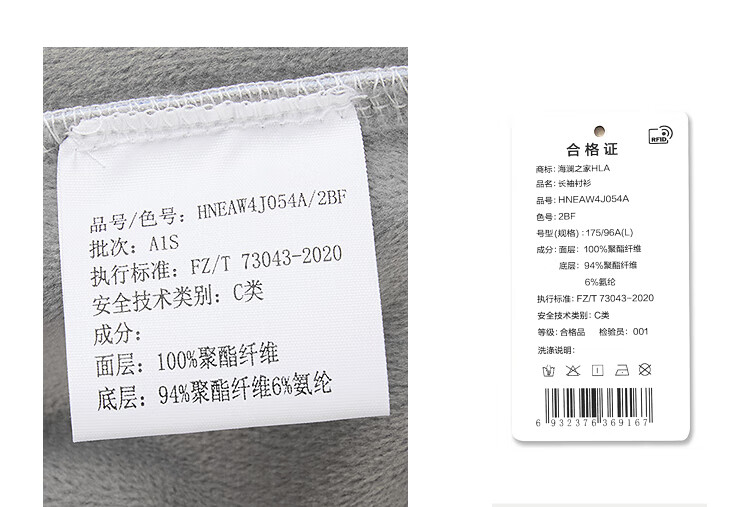 品号/色号: HNEAW4J054A/2BF
批次: A1S
执行标准: FZ/T 73043-2020
安全技术类别: C类
成分:
面层: 100%聚酯纤维
底层: 94%聚酯纤维6%氨纶
RFID
合格证
商标: 海澜之家HLA
品名: 长袖衬衫
品号: HNEAW4J054A
色号: 2BF
号型(规格): 175/96A(L)
成分: 面层: 100%聚酯纤维
底层: 94%聚酯纤维
6%氨纶
执行标准: FZ/T 73043-2020
安全技术类别: C类
等级: 合格品 检验员: 001
洗涤说明:
6 932376 369167